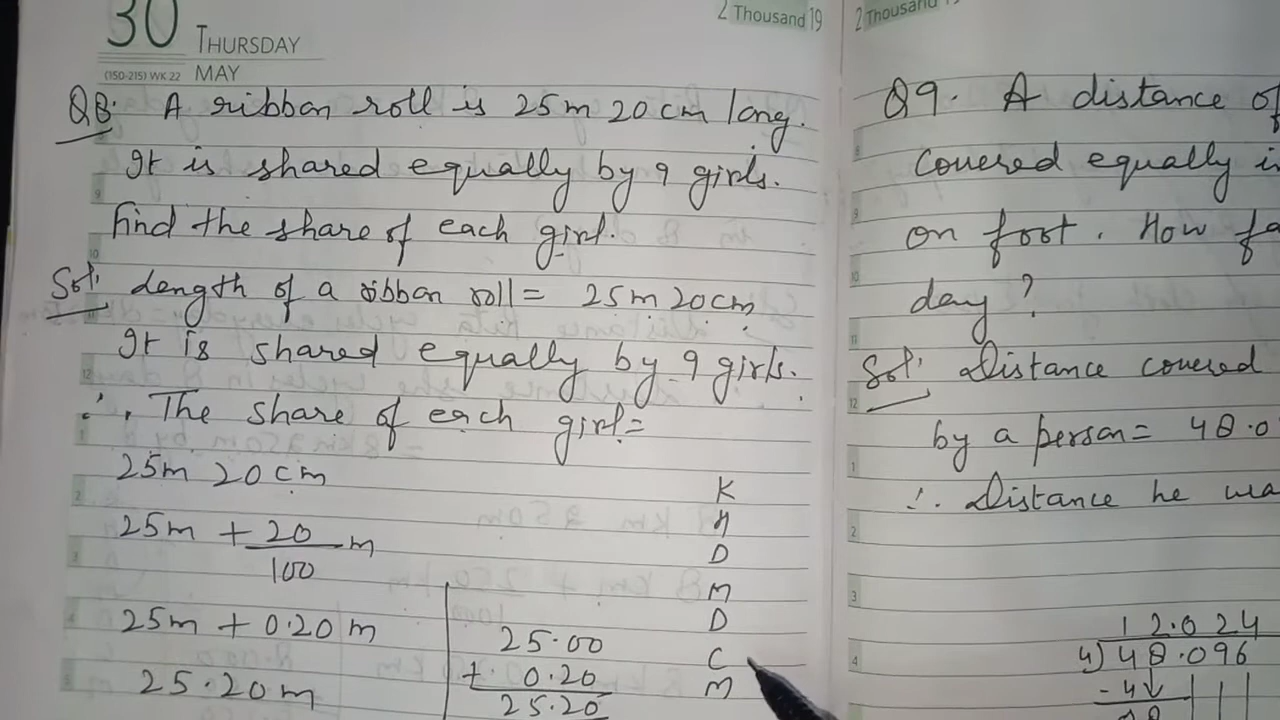 30 THURSDAY
2 Thousand 19
(150-215) WK 22 MAY
Q8. A ribban roll is 25m 20cm long.
It is shared equally by 9 girls.
Find the share of each girl.
Sol. Length of a ribban roll = 25m 20cm
It is shared equally by 9 girls.
∴ The share of each girl =
25m 20cm
25m + 20/100 m
25m + 0.20m
25.20m
25.00
+ 0.20
25.20
K
H
D
M
D
C
M
2 Thousand
Q9. A distance of
covered equally i
on foot. How fa
day?
Sol. Distance covered
by a person = 48.0
∴ Distance he wa
12.024
4)48.096
-4